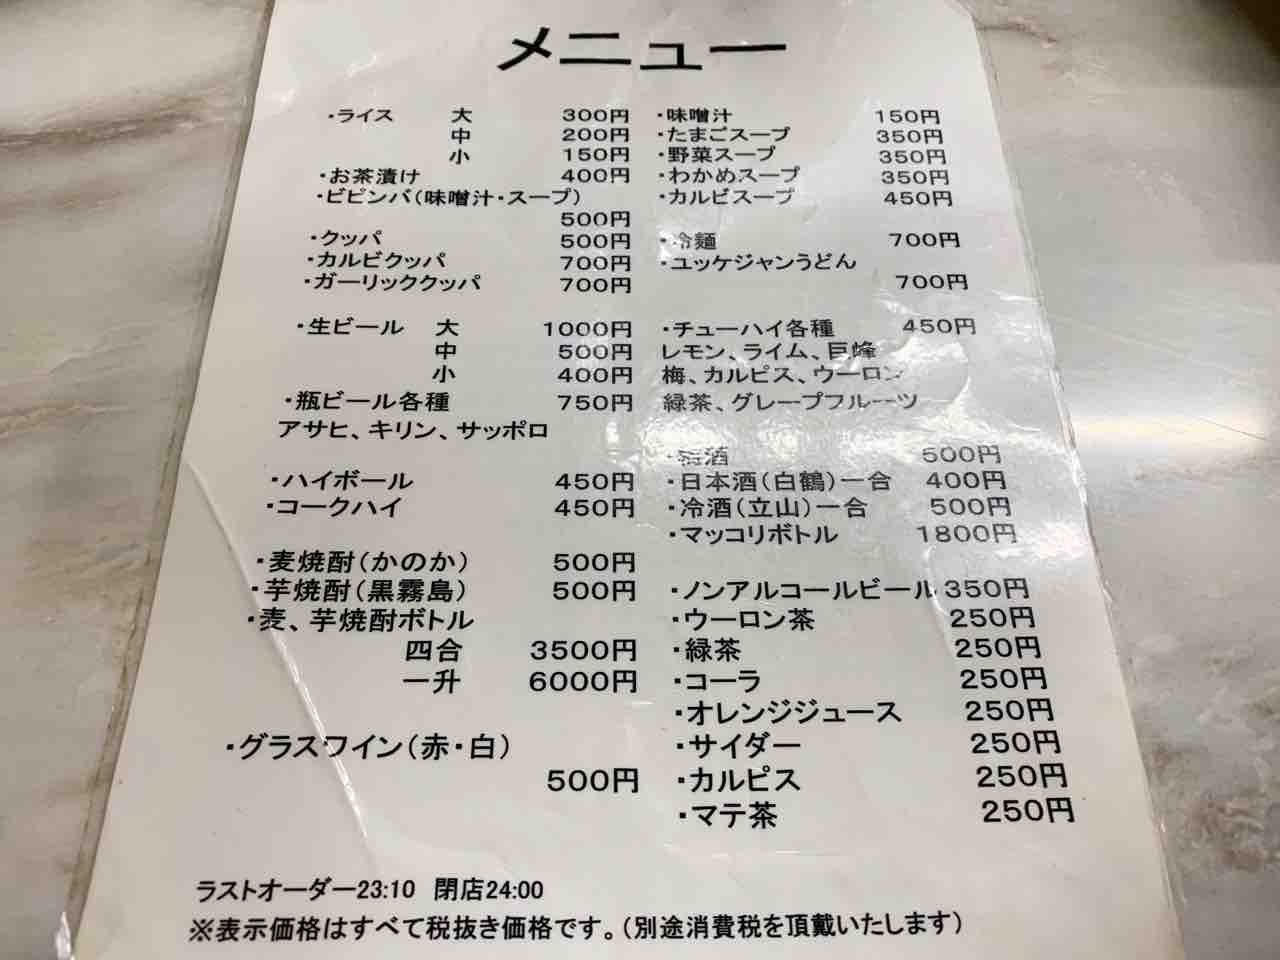 メニュー
・ライス 大 300円
中 200円
小 150円
・お茶漬け 400円
・ビビンバ(味噌汁・スープ)
500円
・クッパ 500円
・カルビクッパ 700円
・ガーリッククッパ 700円
・生ビール 大 1000円
中 500円
小 400円
・瓶ビール各種 750円
アサヒ、キリン、サッポロ
・ハイボール 450円
・コークハイ 450円
・麦焼酎(かのか) 500円
・芋焼酎(黒霧島) 500円
・麦、芋焼酎ボトル
四合 3500円
一升 6000円
・グラスワイン(赤・白)
500円
・味噌汁 150円
・たまごスープ 350円
・野菜スープ 350円
・わかめスープ 350円
・カルビスープ 450円
・冷麺 700円
・ユッケジャンうどん
700円
・チューハイ各種 450円
レモン、ライム、巨峰
梅、カルピス、ウーロン
緑茶、グレープフルーツ
・梅酒 500円
・日本酒(白鶴)一合 400円
・冷酒(立山)一合 500円
・マッコリボトル 1800円
・ノンアルコールビール 350円
・ウーロン茶 250円
・緑茶 250円
・コーラ 250円
・オレンジジュース 250円
・サイダー 250円
・カルピス 250円
・マテ茶 250円
ラストオーダー23:10 閉店24:00
※表示価格はすべて税抜き価格です。(別途消費税を頂戴いたします)